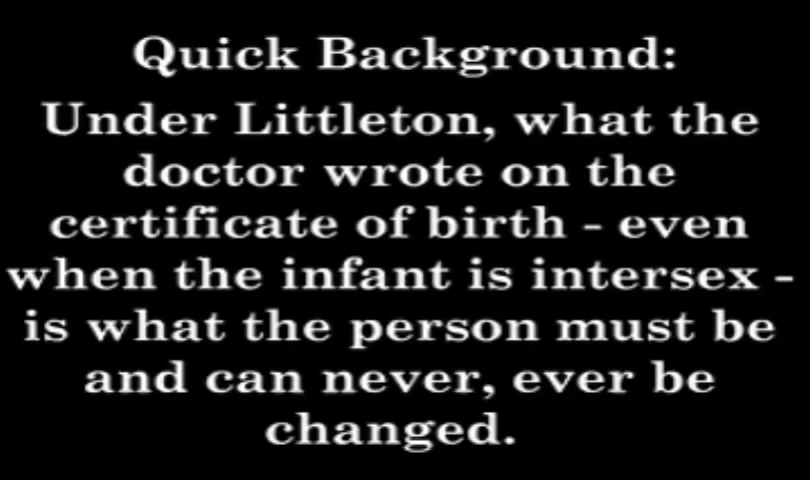 Quick Background:
Under Littleton, what the
doctor wrote on the
certificate of birth - even
when the infant is intersex -
is what the person must be
and can never, ever be
changed.